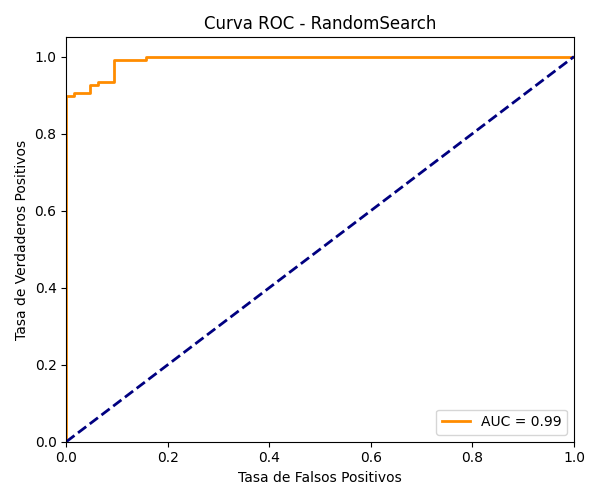 Curva ROC - RandomSearch
1.0
0.8
0.6
0.4
0.2
0.0
Tasa de Verdaderos Positivos
AUC = 0.99
0.0 0.2 0.4 0.6 0.8 1.0
Tasa de Falsos Positivos